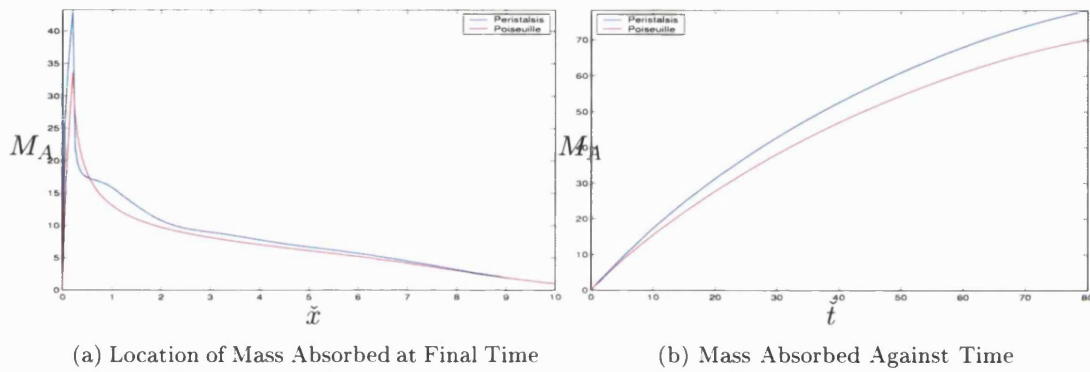 Peristalsis
Poiseuille
40
35
30
25
20
15
10
5
0
M_A
0 1 2 3 4 5 6 7 8 9 10
x̌
(a) Location of Mass Absorbed at Final Time
Peristalsis
Poiseuille
70
60
50
40
30
20
10
0
M_A
0 10 20 30 40 50 60 70 80
ť
(b) Mass Absorbed Against Time